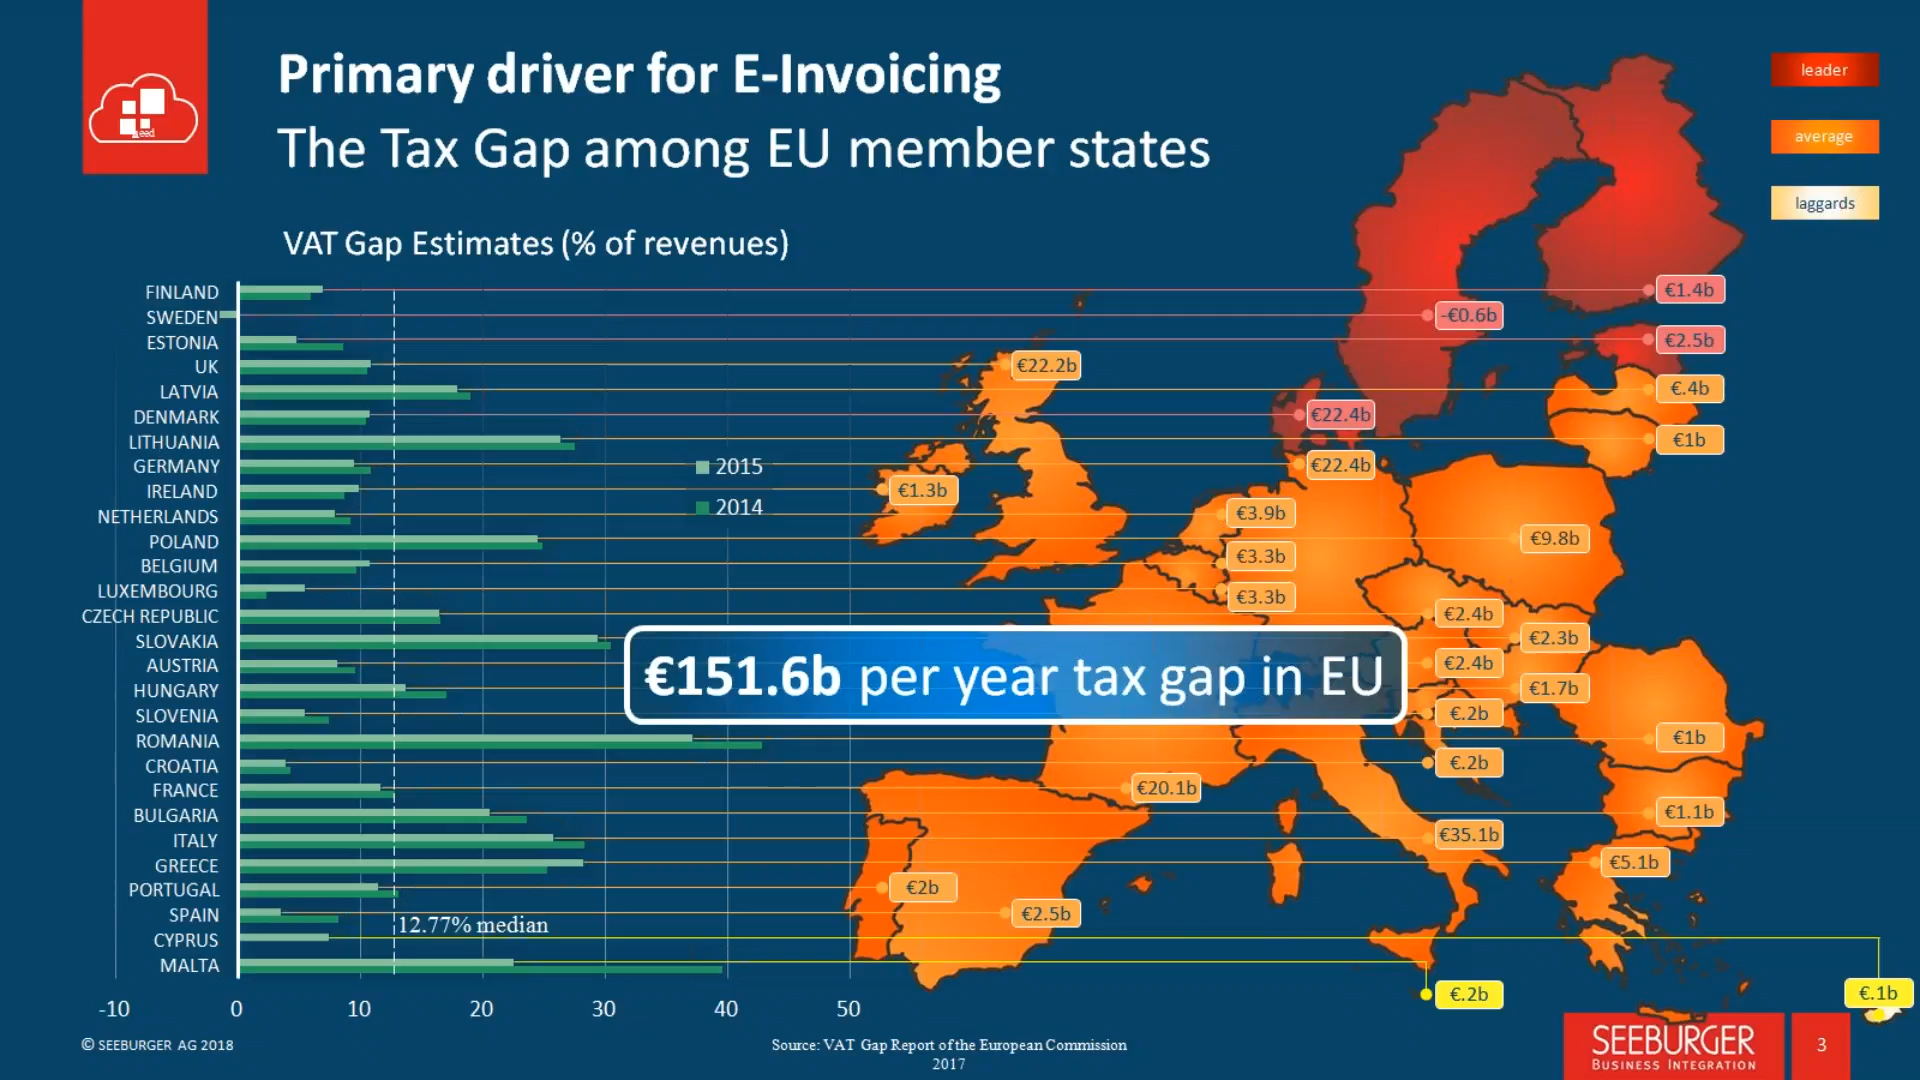 Primary driver for E-Invoicing
The Tax Gap among EU member states
leader
average
laggards
VAT Gap Estimates (% of revenues)
FINLAND
SWEDEN
ESTONIA
UK
LATVIA
DENMARK
LITHUANIA
GERMANY
IRELAND
NETHERLANDS
POLAND
BELGIUM
LUXEMBOURG
CZECH REPUBLIC
SLOVAKIA
AUSTRIA
HUNGARY
SLOVENIA
ROMANIA
CROATIA
FRANCE
BULGARIA
ITALY
GREECE
PORTUGAL
SPAIN
CYPRUS
MALTA
-10 0 10 20 30 40 50
2015
2014
12.77% median
€1.4b
-€0.6b
€2.5b
€22.2b
€.4b
€22.4b
€1b
€22.4b
€1.3b
€3.9b
€9.8b
€3.3b
€3.3b
€2.4b
€2.3b
€2.4b
€1.7b
€.2b
€1b
€.2b
€20.1b
€1.1b
€35.1b
€5.1b
€2b
€2.5b
€.2b
€.1b
€151.6b per year tax gap in EU
© SEEBURGER AG 2018
Source: VAT Gap Report of the European Commission
2017
SEEBURGER
BUSINESS INTEGRATION
3